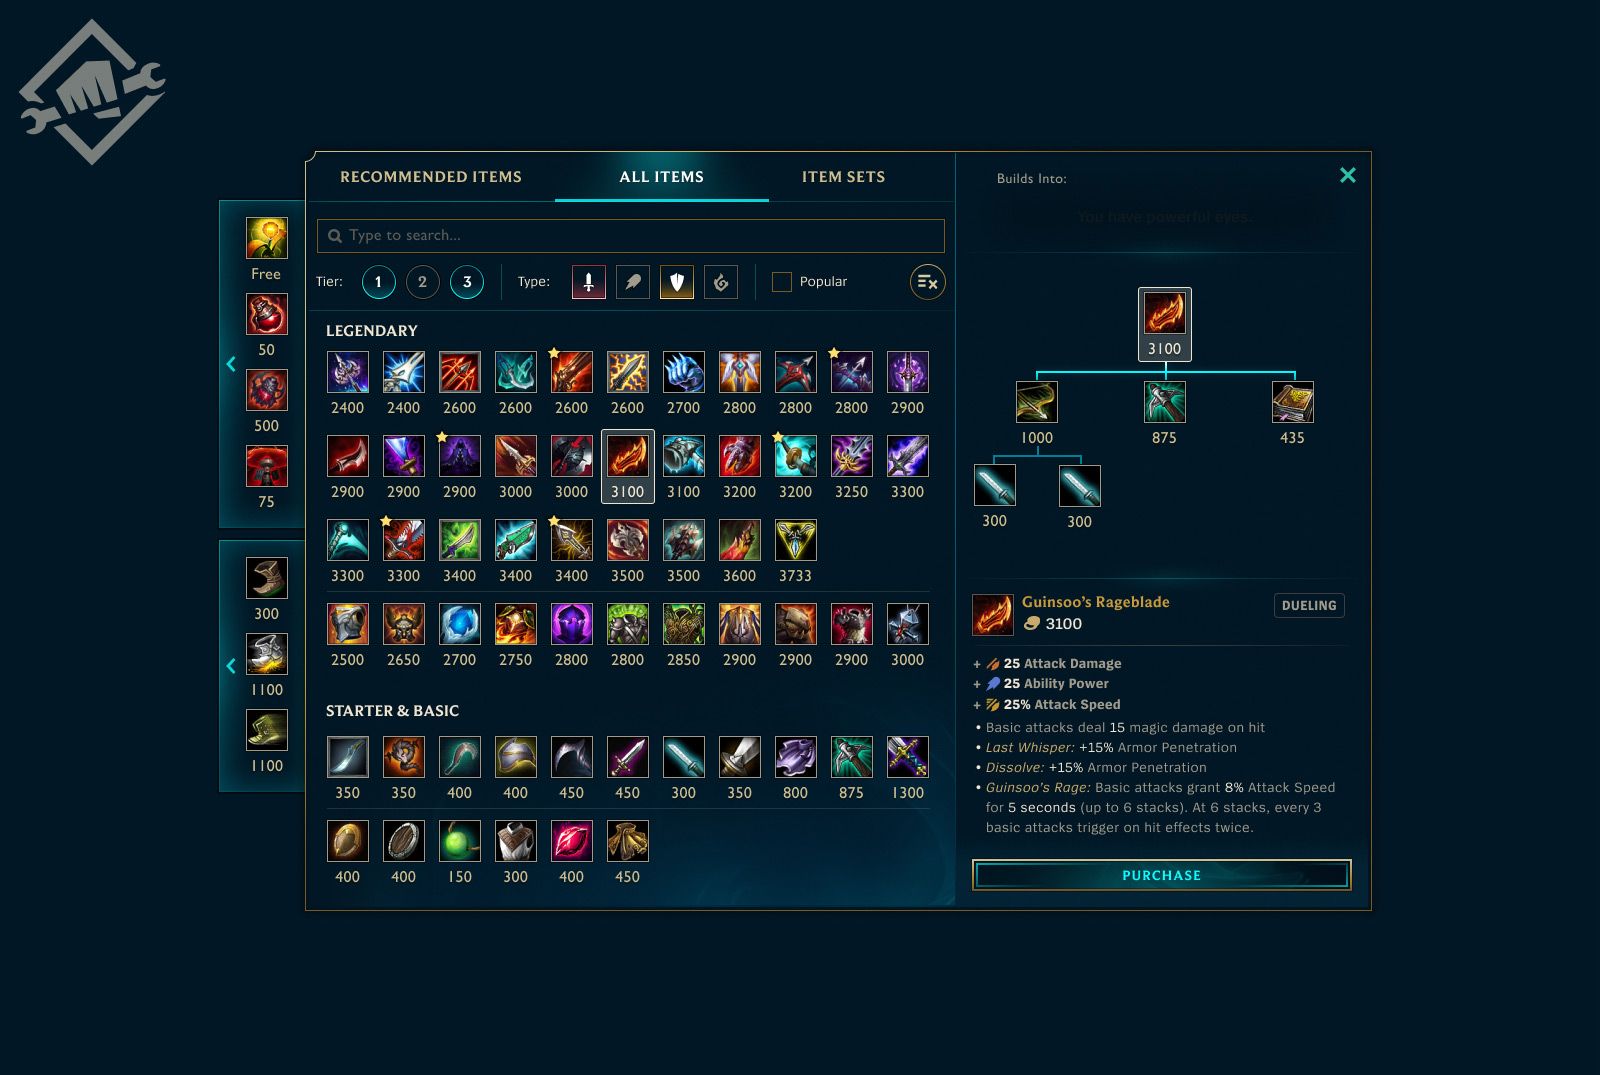 RECOMMENDED ITEMS
ALL ITEMS
ITEM SETS
Type to search...
Tier: 1 2 3 Type: Popular
Free
50
500
75
300
1100
1100
LEGENDARY
2400 2400 2600 2600 2600 2600 2700 2800 2800 2800 2900
2900 2900 2900 3000 3000 3100 3100 3200 3200 3250 3300
3300 3300 3400 3400 3400 3500 3500 3600 3733
2500 2650 2700 2750 2800 2800 2850 2900 2900 2900 3000
STARTER & BASIC
350 350 400 400 450 450 300 350 800 875 1300
400 400 150 300 400 450
Builds Into:
You have powerful eyes.
3100
1000 875 435
300 300
Guinsoo's Rageblade
3100
DUELING
+ 25 Attack Damage
+ 25 Ability Power
+ 25% Attack Speed
• Basic attacks deal 15 magic damage on hit
• Last Whisper: +15% Armor Penetration
• Dissolve: +15% Armor Penetration
• Guinsoo's Rage: Basic attacks grant 8% Attack Speed
for 5 seconds (up to 6 stacks). At 6 stacks, every 3
basic attacks trigger on hit effects twice.
PURCHASE